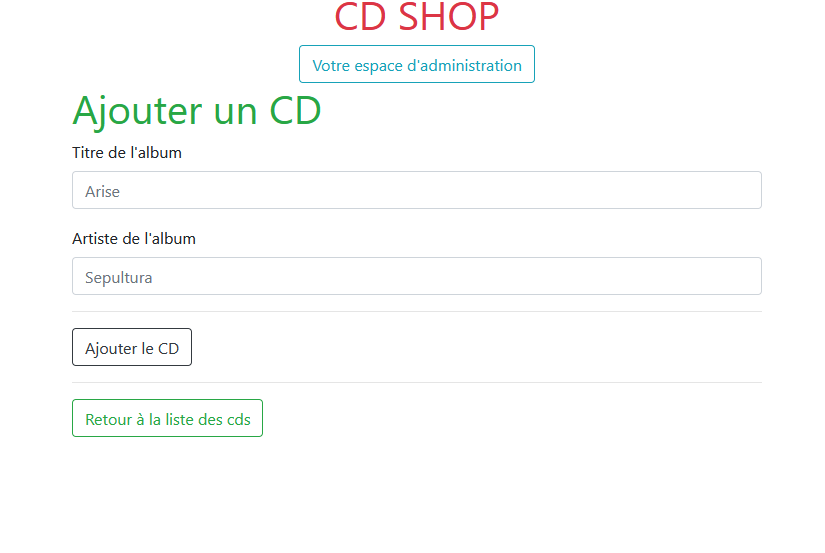 CD SHOP
Votre espace d'administration
Ajouter un CD
Titre de l'album
Arise
Artiste de l'album
Sepultura
Ajouter le CD
Retour à la liste des cds